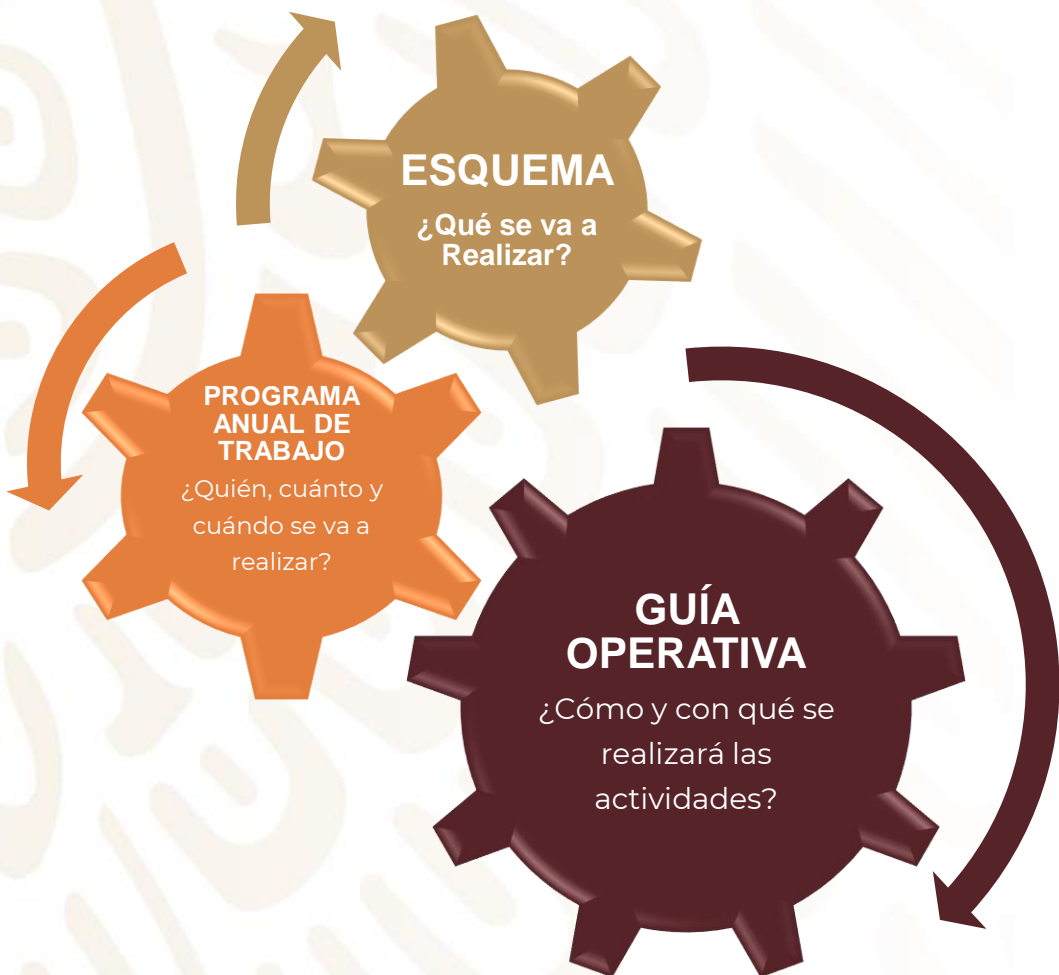 ESQUEMA
¿Qué se va a
Realizar?
PROGRAMA
ANUAL DE
TRABAJO
¿Quién, cuánto y
cuándo se va a
realizar?
GUÍA
OPERATIVA
¿Cómo y con qué se
realizará las
actividades?